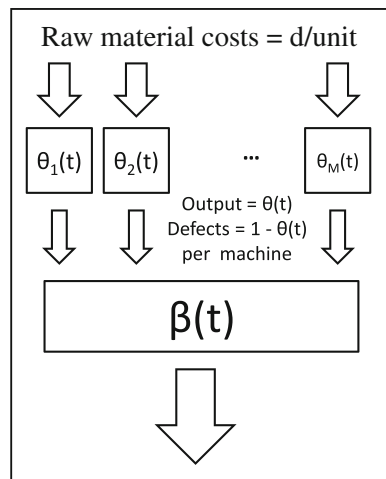 Raw material costs = d/unit
θ₁(t) θ₂(t) ... θM(t)
Output = θ(t)
Defects = 1 - θ(t)
per machine
β(t)